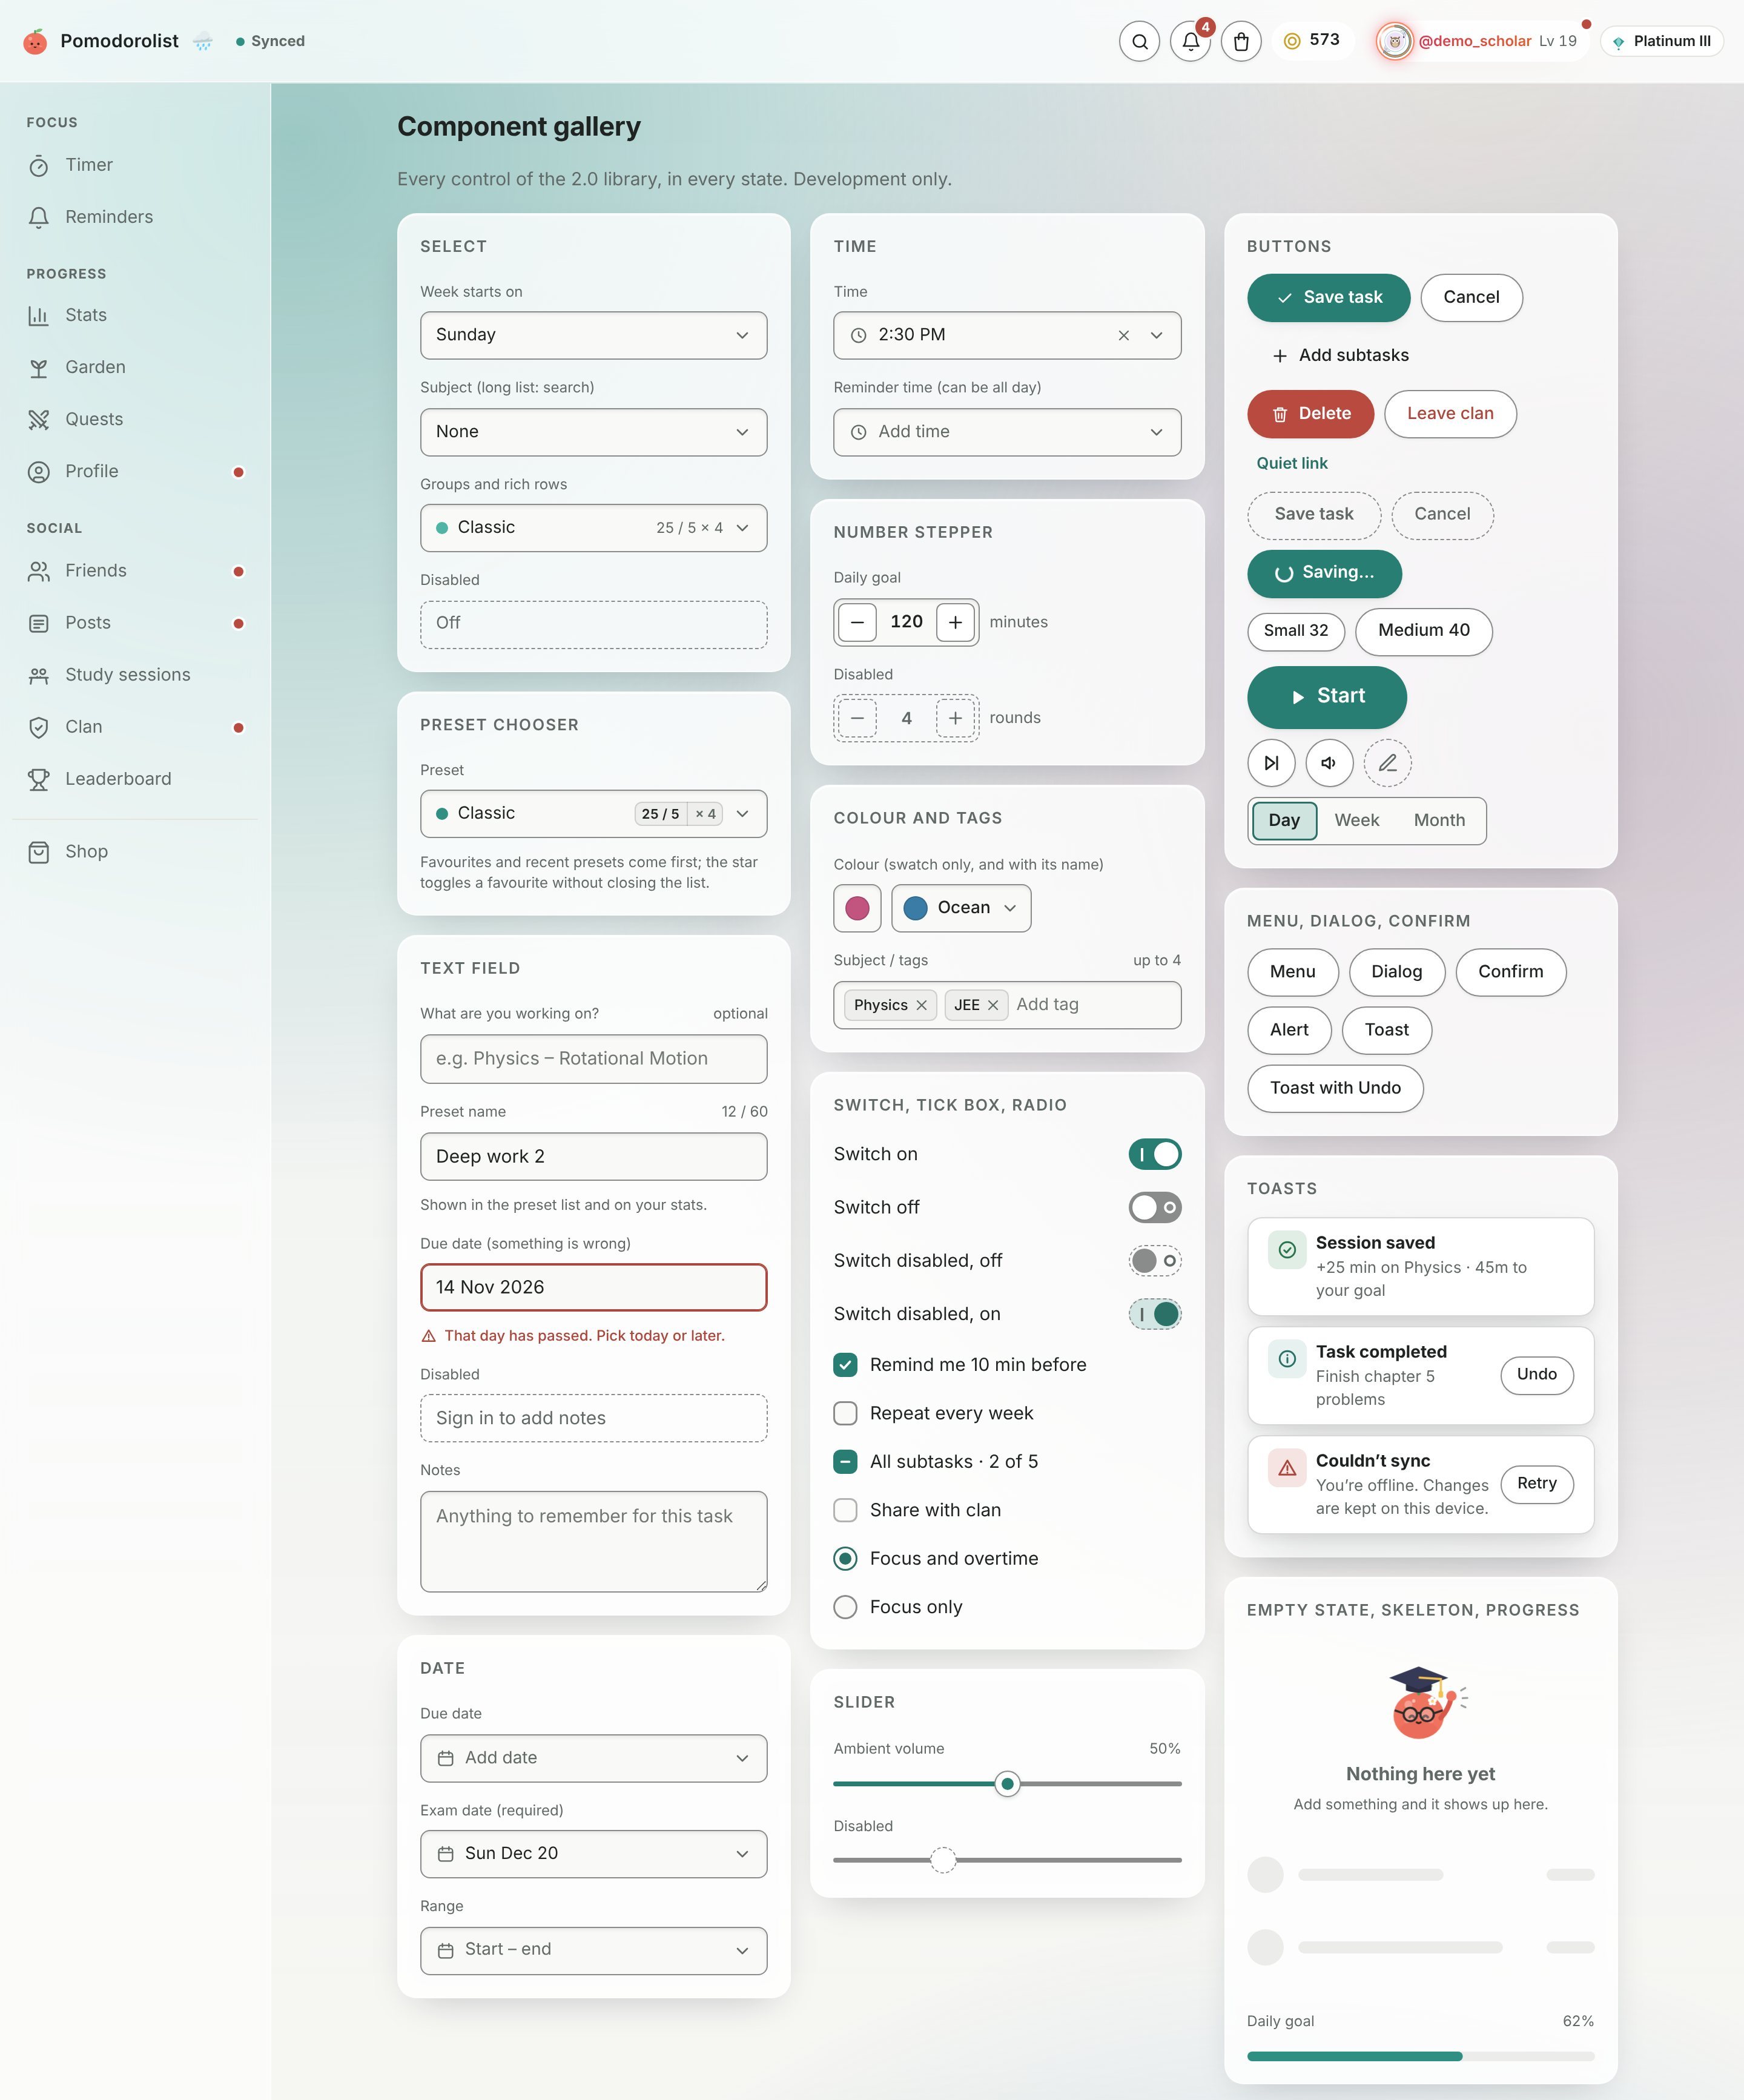 Pomodorolist
Synced
4
573
@demo_scholar Lv 19
Platinum III
FOCUS
Timer
Reminders
PROGRESS
Stats
Garden
Quests
Profile
SOCIAL
Friends
Posts
Study sessions
Clan
Leaderboard
Shop
Component gallery
Every control of the 2.0 library, in every state. Development only.
SELECT
Week starts on
Sunday
Subject (long list: search)
None
Groups and rich rows
Classic 25 / 5 × 4
Disabled
Off
PRESET CHOOSER
Preset
Classic 25 / 5 × 4
Favourites and recent presets come first; the star
toggles a favourite without closing the list.
TEXT FIELD
What are you working on? optional
e.g. Physics – Rotational Motion
Preset name 12 / 60
Deep work 2
Shown in the preset list and on your stats.
Due date (something is wrong)
14 Nov 2026
That day has passed. Pick today or later.
Disabled
Sign in to add notes
Notes
Anything to remember for this task
DATE
Due date
Add date
Exam date (required)
Sun Dec 20
Range
Start – end
TIME
Time
2:30 PM
Reminder time (can be all day)
Add time
NUMBER STEPPER
Daily goal
120 minutes
Disabled
4 rounds
COLOUR AND TAGS
Colour (swatch only, and with its name)
Ocean
Subject / tags up to 4
Physics JEE Add tag
SWITCH, TICK BOX, RADIO
Switch on
Switch off
Switch disabled, off
Switch disabled, on
Remind me 10 min before
Repeat every week
All subtasks · 2 of 5
Share with clan
Focus and overtime
Focus only
SLIDER
Ambient volume 50%
Disabled
BUTTONS
Save task Cancel
Add subtasks
Delete Leave clan
Quiet link
Save task Cancel
Saving…
Small 32 Medium 40
Start
Day Week Month
MENU, DIALOG, CONFIRM
Menu Dialog Confirm
Alert Toast
Toast with Undo
TOASTS
Session saved
+25 min on Physics · 45m to
your goal
Task completed
Finish chapter 5
problems
Undo
Couldn’t sync
You’re offline. Changes
are kept on this device.
Retry
EMPTY STATE, SKELETON, PROGRESS
Nothing here yet
Add something and it shows up here.
Daily goal 62%